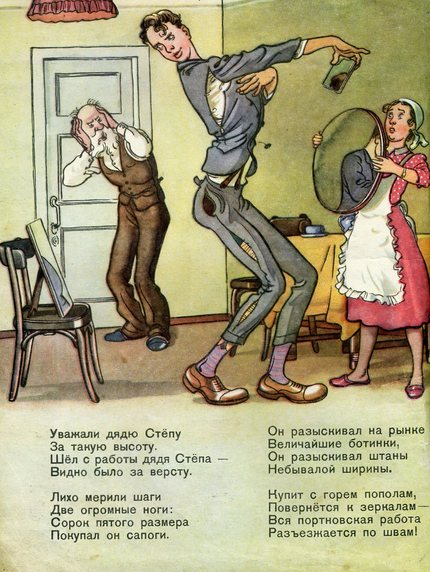 Уважали дядю Стёпу
За такую высоту.
Шёл с работы дядя Стёпа —
Видно было за версту.
Лихо мерили шаги
Две огромные ноги:
Сорок пятого размера
Покупал он сапоги.
Он разыскивал на рынке
Величайшие ботинки,
Он разыскивал штаны
Небывалой ширины.
Купит с горем пополам,
Повернётся к зеркалам —
Вся портновская работа
Разъезжается по швам!